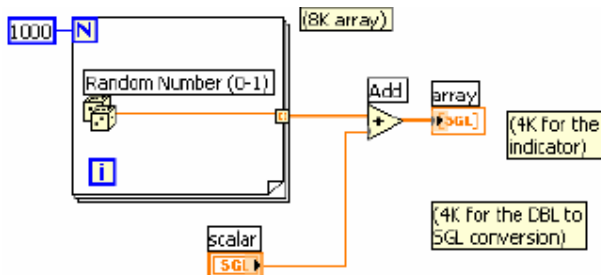 (8K array)
1000
N
Random Number (0-1)
Add
array
SGL
(4K for the
indicator)
i
(4K for the DBL to
SGL conversion)
scalar
SGL